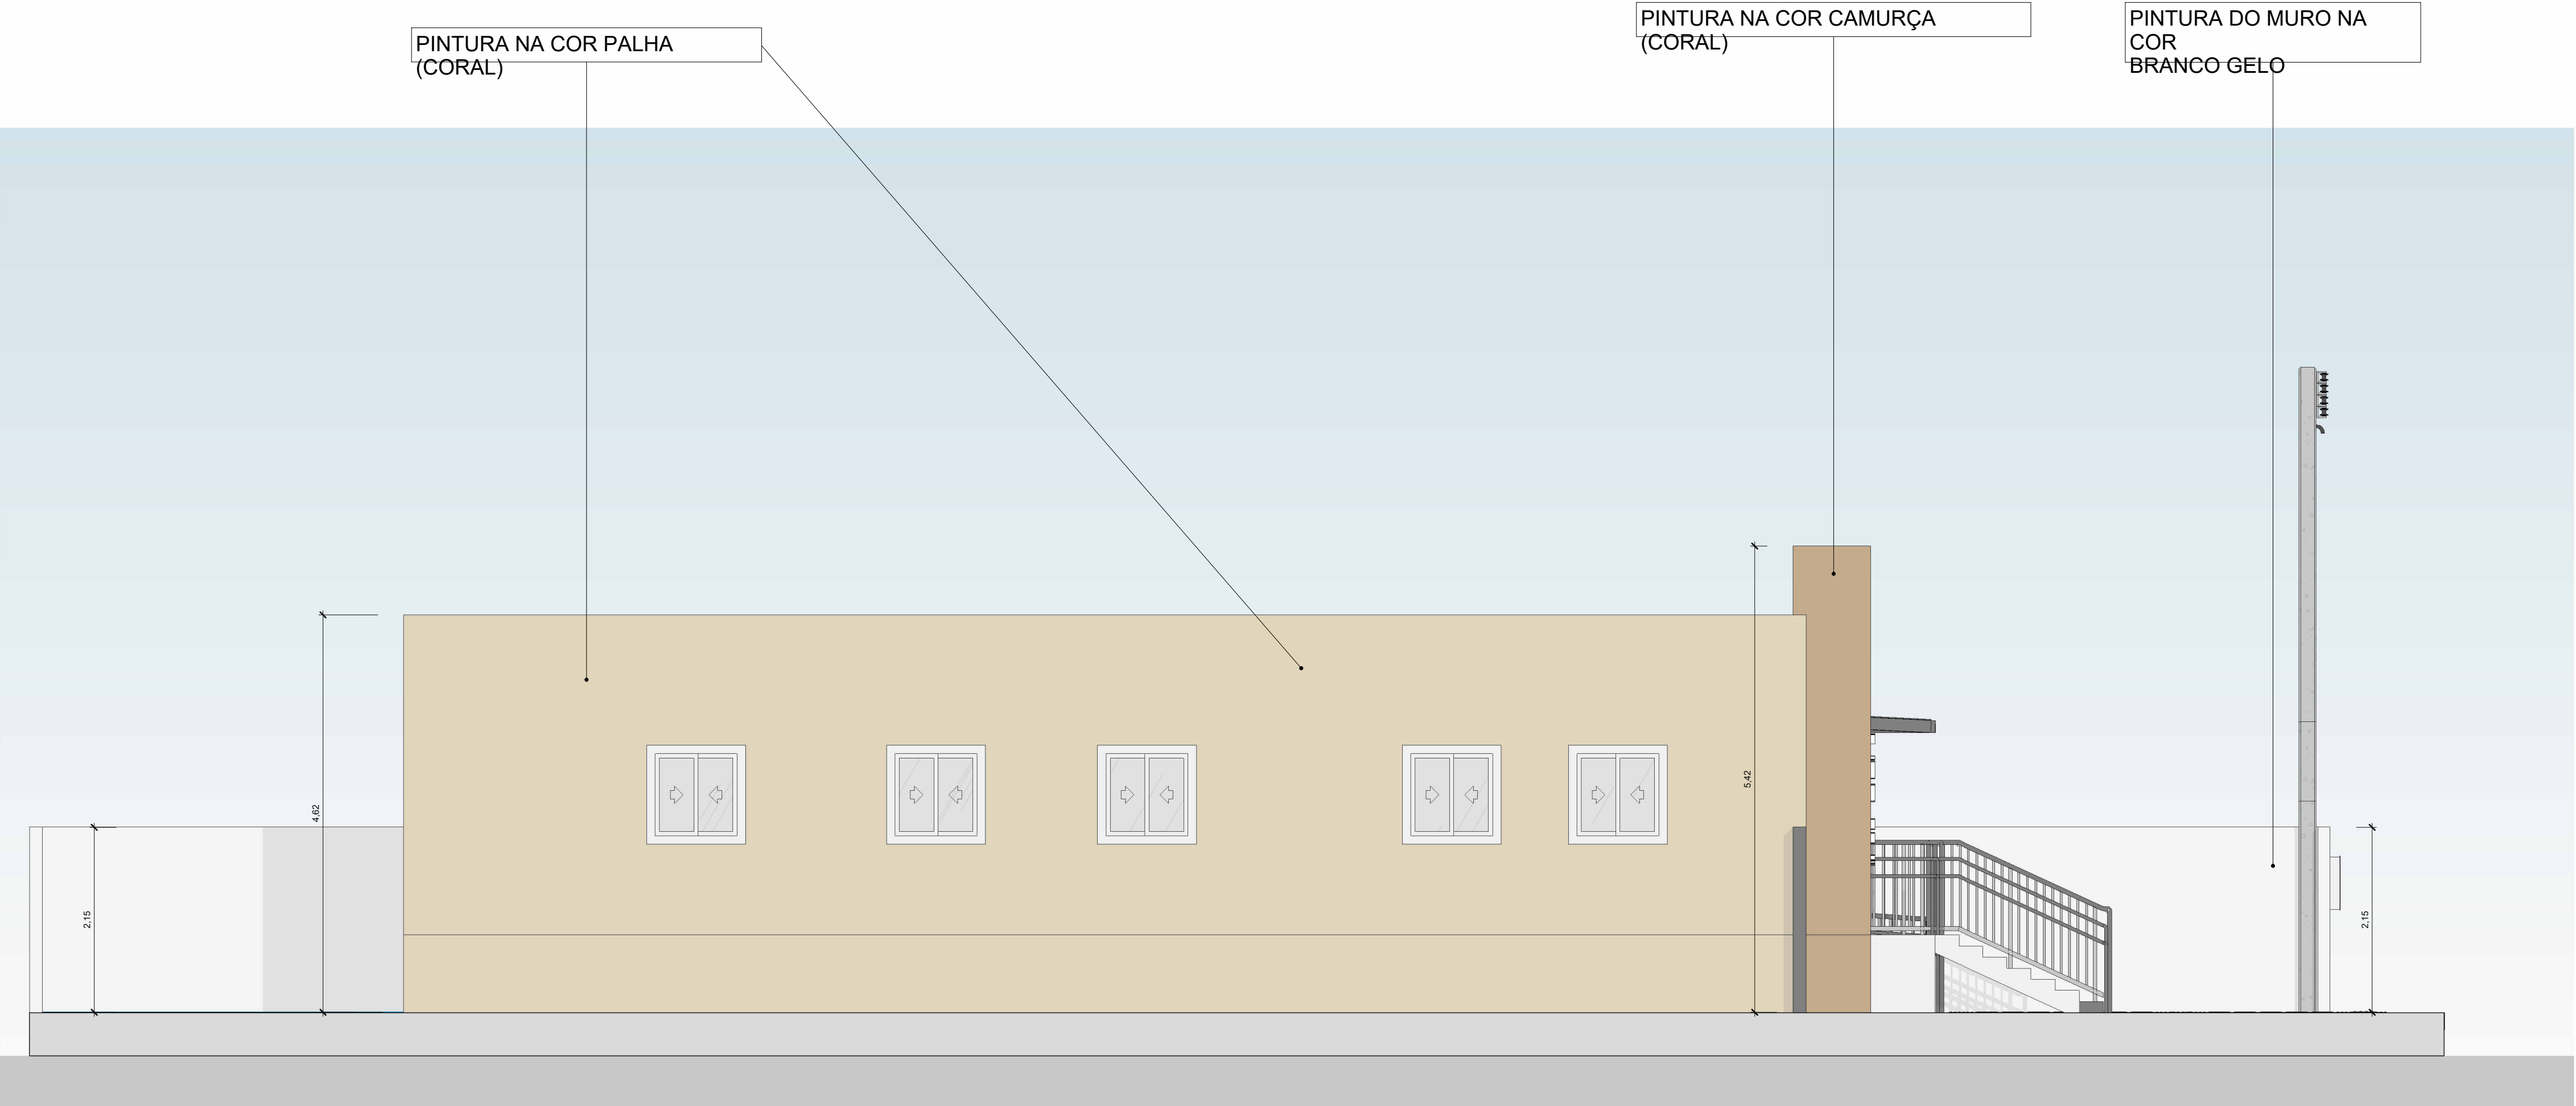 PINTURA NA COR PALHA
(CORAL)
PINTURA NA COR CAMURÇA
(CORAL)
PINTURA DO MURO NA
COR
BRANCO GELO
2,15
4,62
5,42
2,15